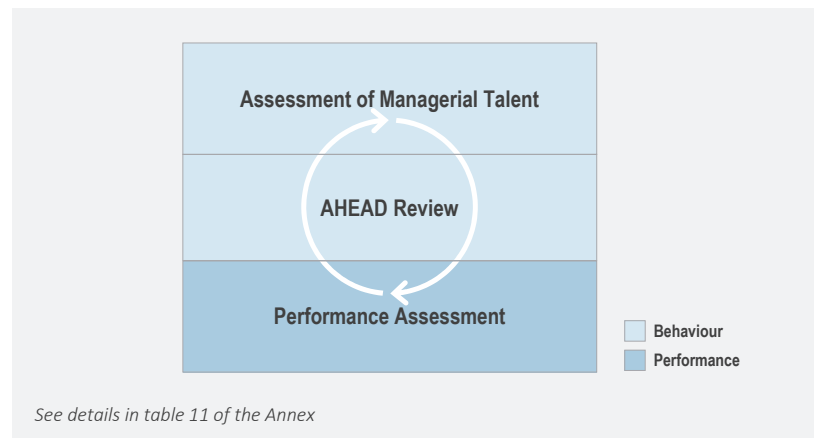 Assessment of Managerial Talent
AHEAD Review
Performance Assessment
Behaviour
Performance
See details in table 11 of the Annex